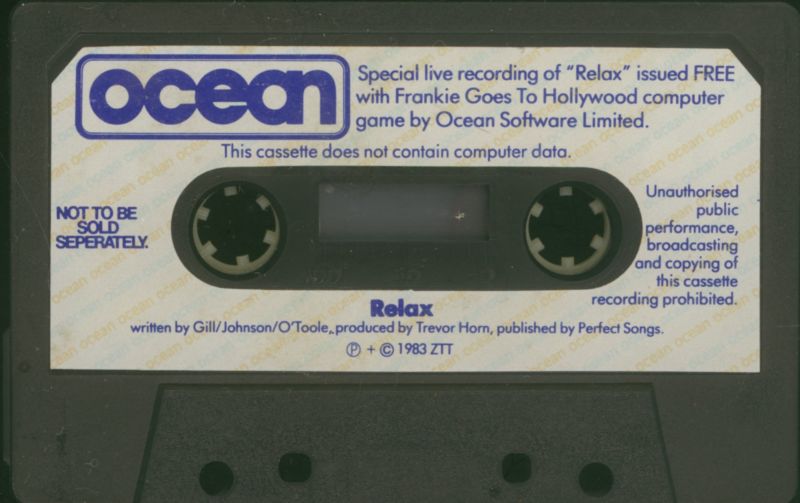 ocean
Special live recording of "Relax" issued FREE
with Frankie Goes To Hollywood computer
game by Ocean Software Limited.
This cassette does not contain computer data.
NOT TO BE
SOLD
SEPERATELY.
Unauthorised
public
performance,
broadcasting
and copying of
this cassette
recording prohibited.
Relax
written by Gill/Johnson/O'Toole, produced by Trevor Horn, published by Perfect Songs.
℗ + © 1983 ZTT